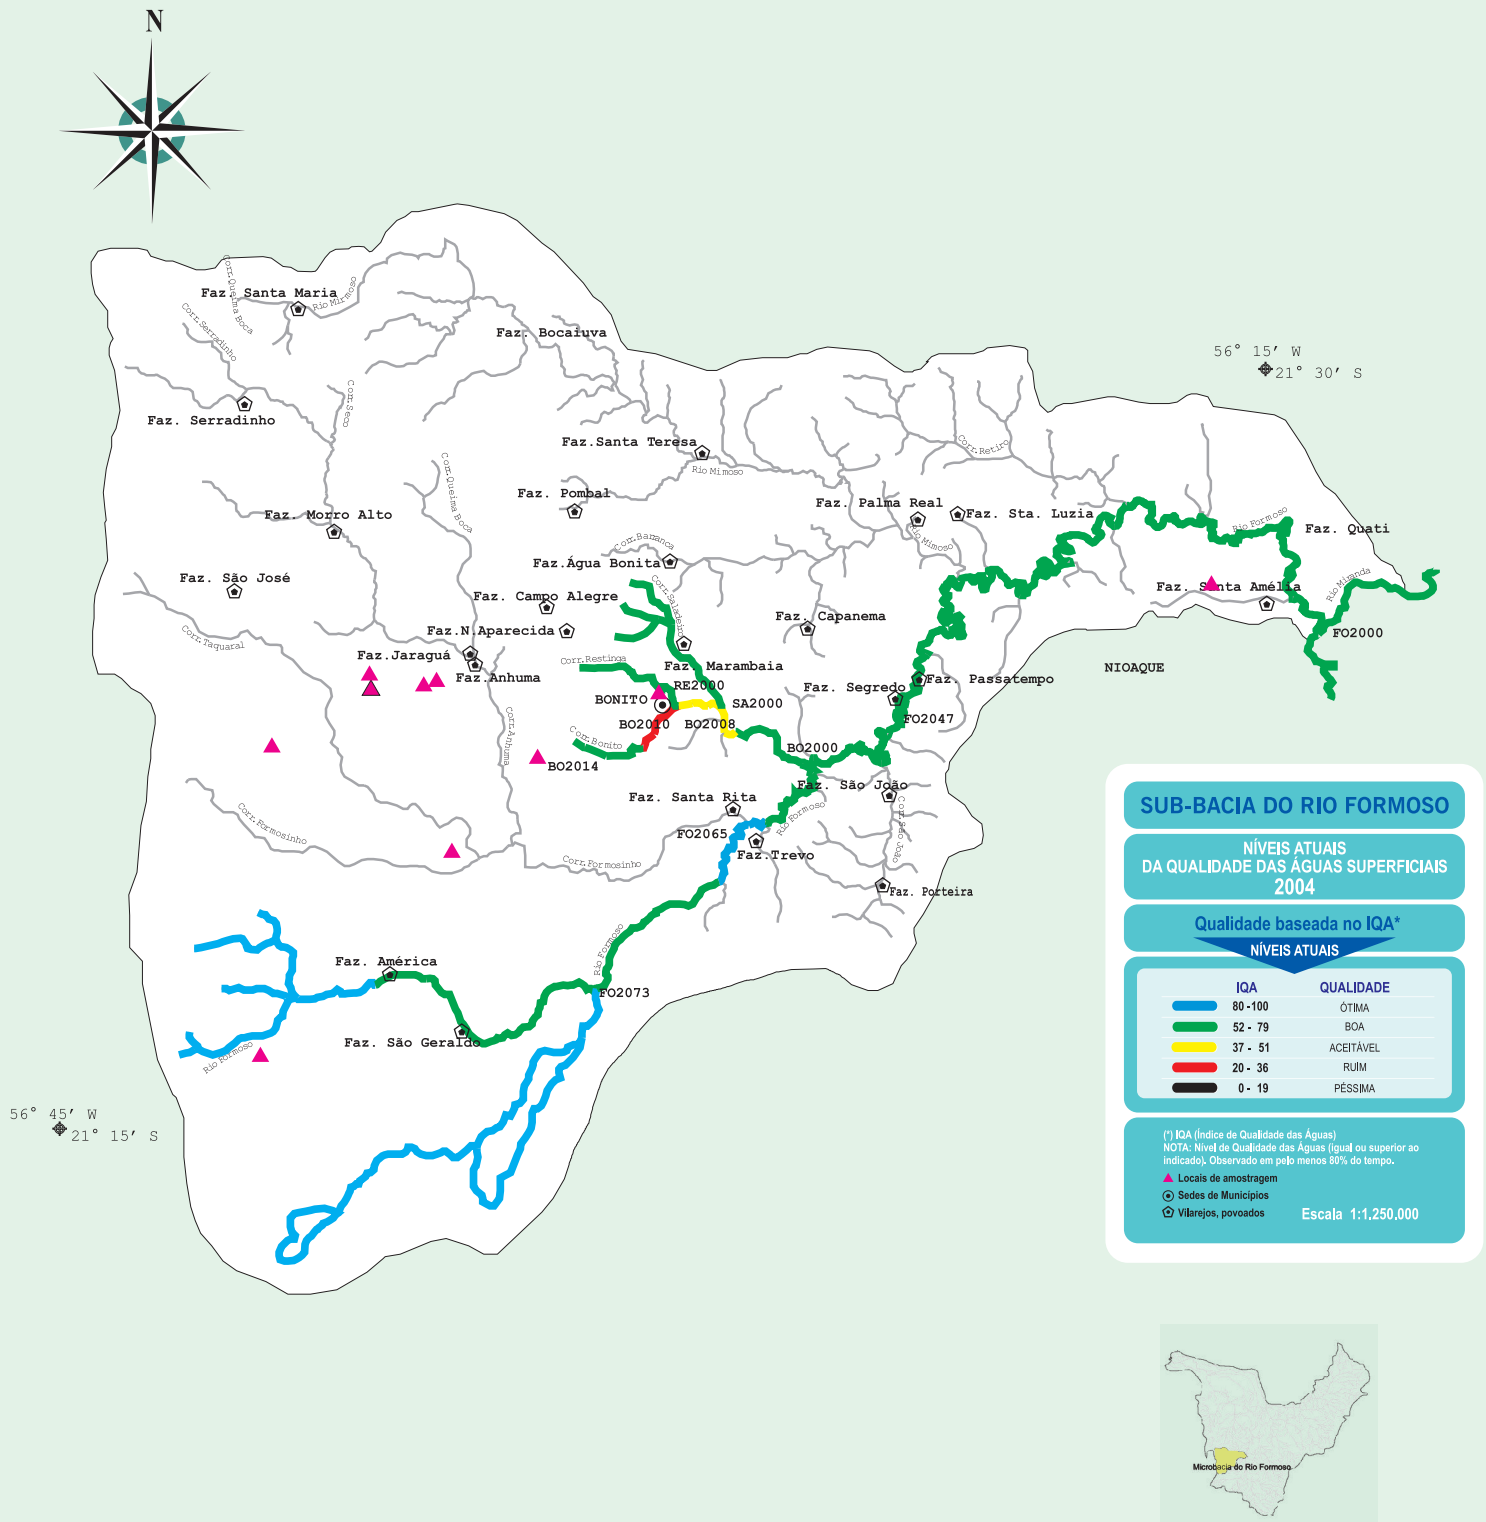 N
Faz. Santa Maria
Corr.Queima Boca
Rio Mirmoso
Corr.Serradinho
Faz. Bocaiuva
56° 15' W
21° 30' S
Corr.Seco
Faz. Serradinho
Faz.Santa Teresa
Corr.Retiro
Rio Mimoso
Corr.Queima Boca
Faz. Pombal
Faz. Palma Real
Faz. Sta. Luzia
Faz. Morro Alto
Rio Formoso
Faz. Quati
Rio Mimoso
Corr.Barranca
Faz.Água Bonita
Faz. São José
Corr.Saladeiro
Faz. Santa Amélia
Rio Miranda
Faz. Campo Alegre
Faz. Capanema
Corr.Taquaral
Faz.N.Aparecida
FO2000
Faz.Jaraguá
Corr.Restinga
Faz. Marambaia
NIOAQUE
Faz.Anhuma
RE2000
Faz. Segredo
Faz. Passatempo
BONITO
SA2000
BO2010
BO2008
FO2047
Corr.Anhuma
Corr.Bonito
BO2000
BO2014
Faz. São João
Faz. Santa Rita
Rio Formoso
Corr.São João
Corr.Formosinho
FO2065
Faz.Trevo
Corr.Formosinho
Faz. Porteira
Rio Formoso
Faz. América
FO2073
Faz. São Geraldo
Rio Formoso
56° 45' W
21° 15' S
SUB-BACIA DO RIO FORMOSO
NÍVEIS ATUAIS
DA QUALIDADE DAS ÁGUAS SUPERFICIAIS
2004
Qualidade baseada no IQA*
NÍVEIS ATUAIS
IQA QUALIDADE
80 -100 ÓTIMA
52 - 79 BOA
37 - 51 ACEITÁVEL
20 - 36 RUÍM
0 - 19 PÉSSIMA
(*) IQA (Índice de Qualidade das Águas)
NOTA: Nível de Qualidade das Águas (igual ou superior ao
indicado). Observado em pelo menos 80% do tempo.
Locais de amostragem
Sedes de Municípios
Vilarejos, povoados
Escala 1:1.250.000
Microbacia do Rio Formoso